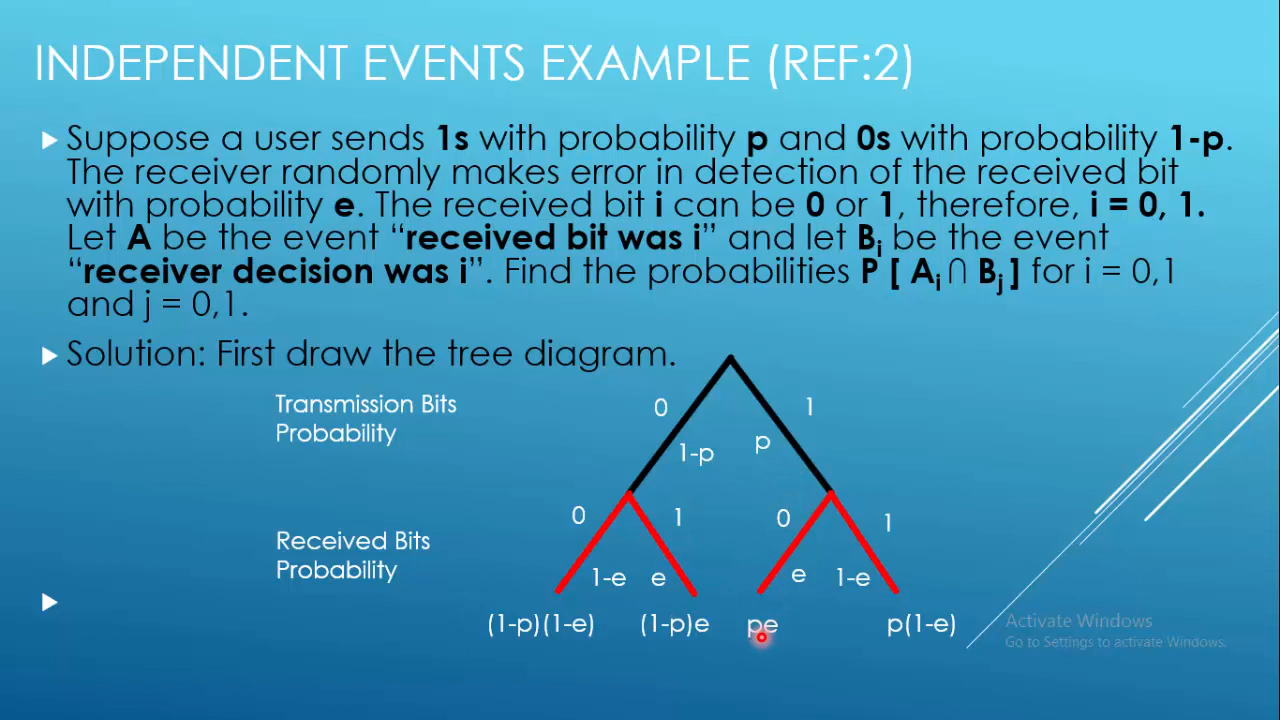 INDEPENDENT EVENTS EXAMPLE (REF:2)
Suppose a user sends 1s with probability p and 0s with probability 1-p.
The receiver randomly makes error in detection of the received bit
with probability e. The received bit i can be 0 or 1, therefore, i = 0, 1.
Let A be the event “received bit was i” and let Bi be the event
“receiver decision was i”. Find the probabilities P [ Ai ∩ Bj ] for i = 0,1
and j = 0,1.
Solution: First draw the tree diagram.
Transmission Bits
Probability
0
1
1-p
p
Received Bits
Probability
0
1
0
1
1-e
e
e
1-e
(1-p)(1-e)
(1-p)e
pe
p(1-e)
Activate Windows
Go to Settings to activate Windows.